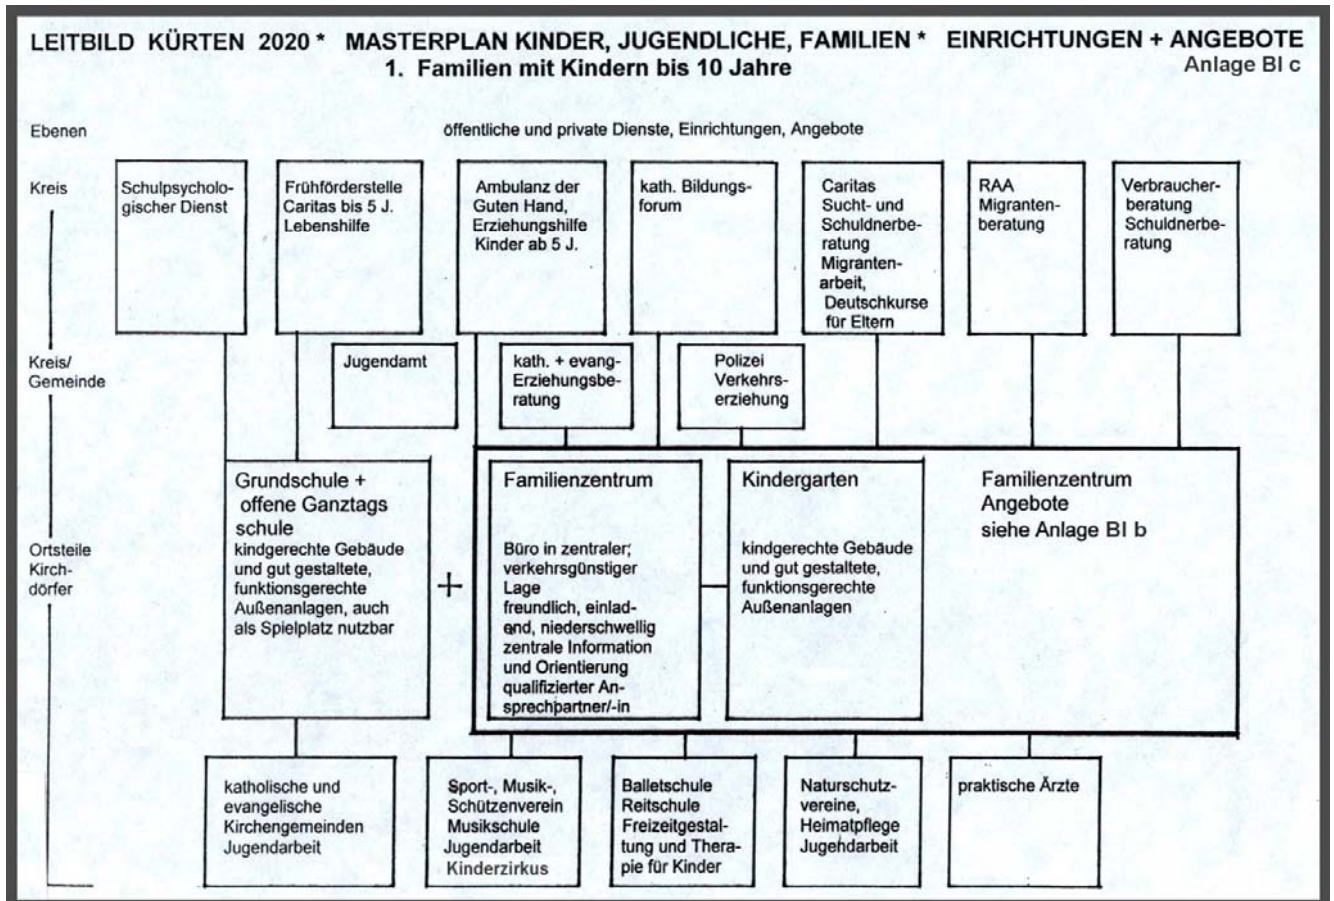 LEITBILD KÜRTEN 2020 * MASTERPLAN KINDER, JUGENDLICHE, FAMILIEN * EINRICHTUNGEN + ANGEBOTE
1. Familien mit Kindern bis 10 Jahre
Anlage BI c
Ebenen
öffentliche und private Dienste, Einrichtungen, Angebote
Kreis
Schulpsycholo-
gischer Dienst
Frühförderstelle
Caritas bis 5 J.
Lebenshilfe
Ambulanz der
Guten Hand,
Erziehungshilfe
Kinder ab 5 J.
kath. Bildungs-
forum
Caritas
Sucht- und
Schuldnerbe-
ratung
Migranten-
arbeit,
Deutschkurse
für Eltern
RAA
Migranten-
beratung
Verbraucher-
beratung
Schuldnerbe-
ratung
Kreis/
Gemeinde
Jugendamt
kath. + evang-
Erziehungsbe-
ratung
Polizei
Verkehrs-
erziehung
Ortsteile
Kirch-
dörfer
Grundschule +
offene Ganztags
schule
kindgerechte Gebäude
und gut gestaltete,
funktionsgerechte
Außenanlagen, auch
als Spielplatz nutzbar
+
Familienzentrum
Büro in zentraler;
verkehrsgünstiger
Lage
freundlich, einlad-
end, niederschwellig
zentrale Information
und Orientierung
qualifizierter An-
sprechpartner/-in
Kindergarten
kindgerechte Gebäude
und gut gestaltete,
funktionsgerechte
Außenanlagen
Familienzentrum
Angebote
siehe Anlage BI b
katholische und
evangelische
Kirchengemeinden
Jugendarbeit
Sport-, Musik-,
Schützenverein
Musikschule
Jugendarbeit
Kinderzirkus
Balletschule
Reitschule
Freizeitgestal-
tung und Thera-
pie für Kinder
Naturschutz-
vereine,
Heimatpflege
Jugendarbeit
praktische Ärzte